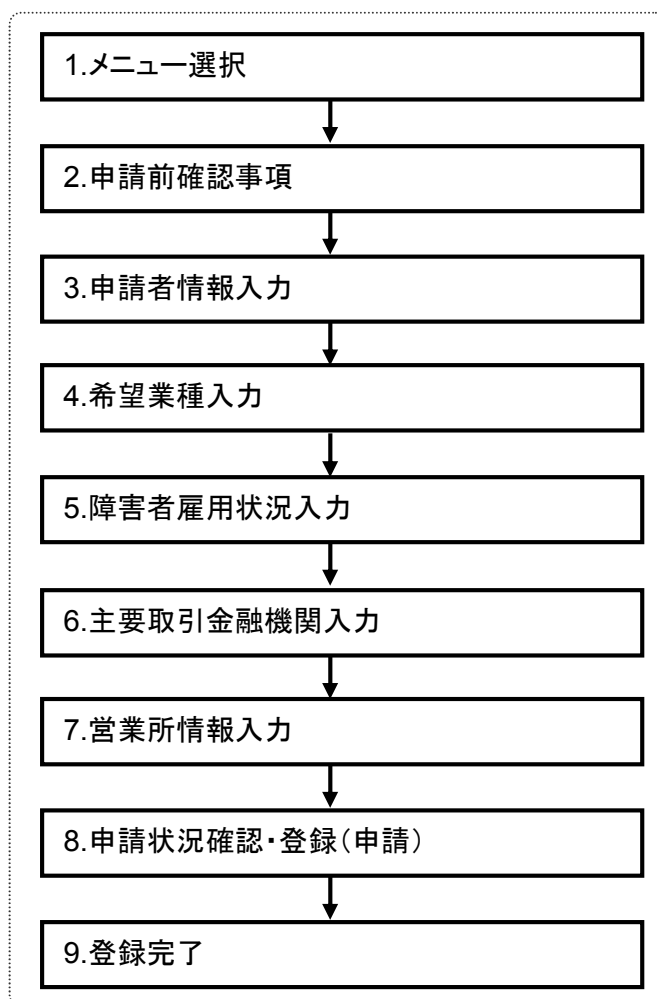 1.メニュー選択
2.申請前確認事項
3.申請者情報入力
4.希望業種入力
5.障害者雇用状況入力
6.主要取引金融機関入力
7.営業所情報入力
8.申請状況確認・登録(申請)
9.登録完了